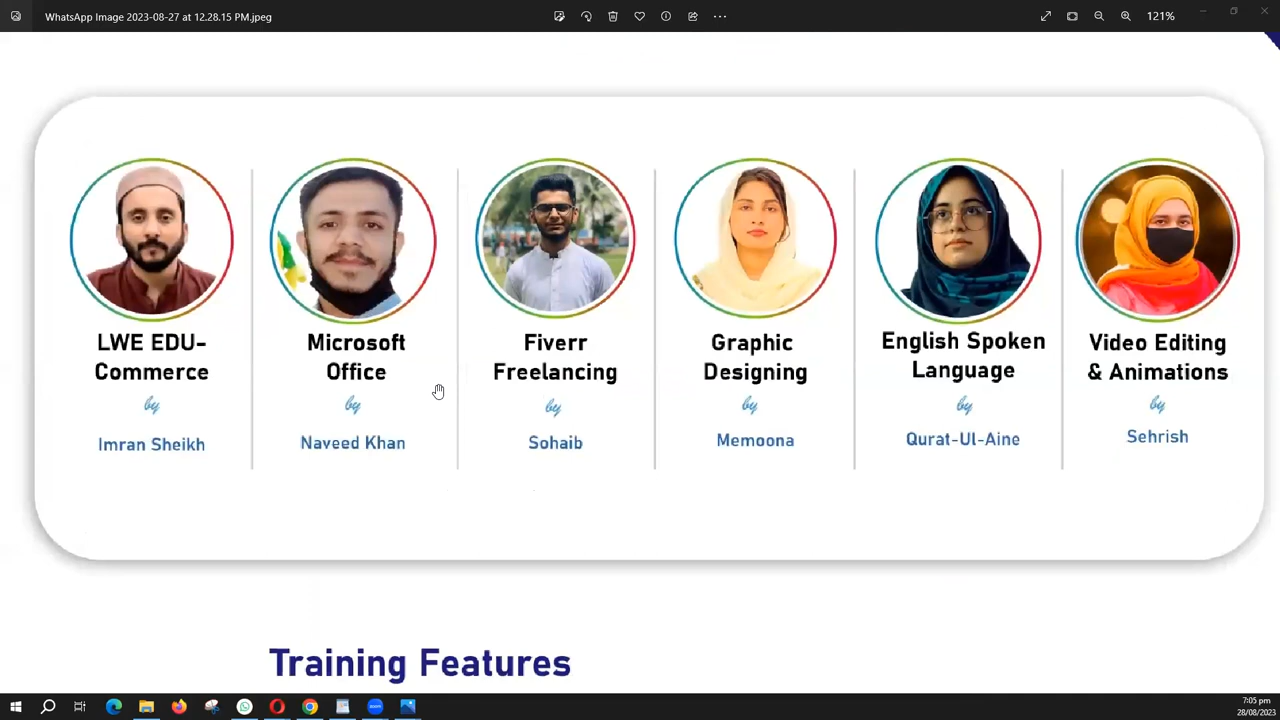 WhatsApp Image 2023-08-27 at 12.28.15 PM.jpeg
121%
LWE EDU-
Commerce
by
Imran Sheikh
Microsoft
Office
by
Naveed Khan
Fiverr
Freelancing
by
Sohaib
Graphic
Designing
by
Memoona
English Spoken
Language
by
Qurat-Ul-Aine
Video Editing
& Animations
by
Sehrish
Training Features
7:05 pm
28/08/2023